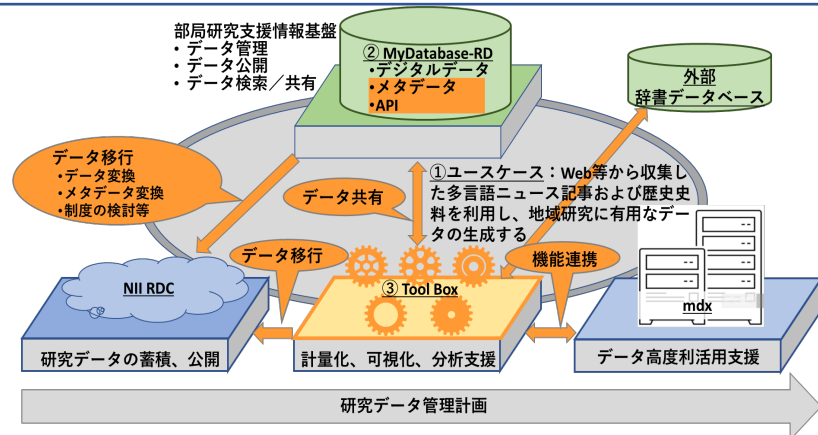 部局研究支援情報基盤
・ データ管理
・ データ公開
・ データ検索／共有
② MyDatabase-RD
・デジタルデータ
・メタデータ
・API
外部
辞書データベース
データ移行
・データ変換
・メタデータ変換
・制度の検討等
データ共有
①ユースケース：Web等から収集し
た多言語ニュース記事および歴史史
料を利用し、地域研究に有用なデー
タの生成する
データ移行
機能連携
NII RDC
③ Tool Box
mdx
研究データの蓄積、公開
計量化、可視化、分析支援
データ高度利活用支援
研究データ管理計画